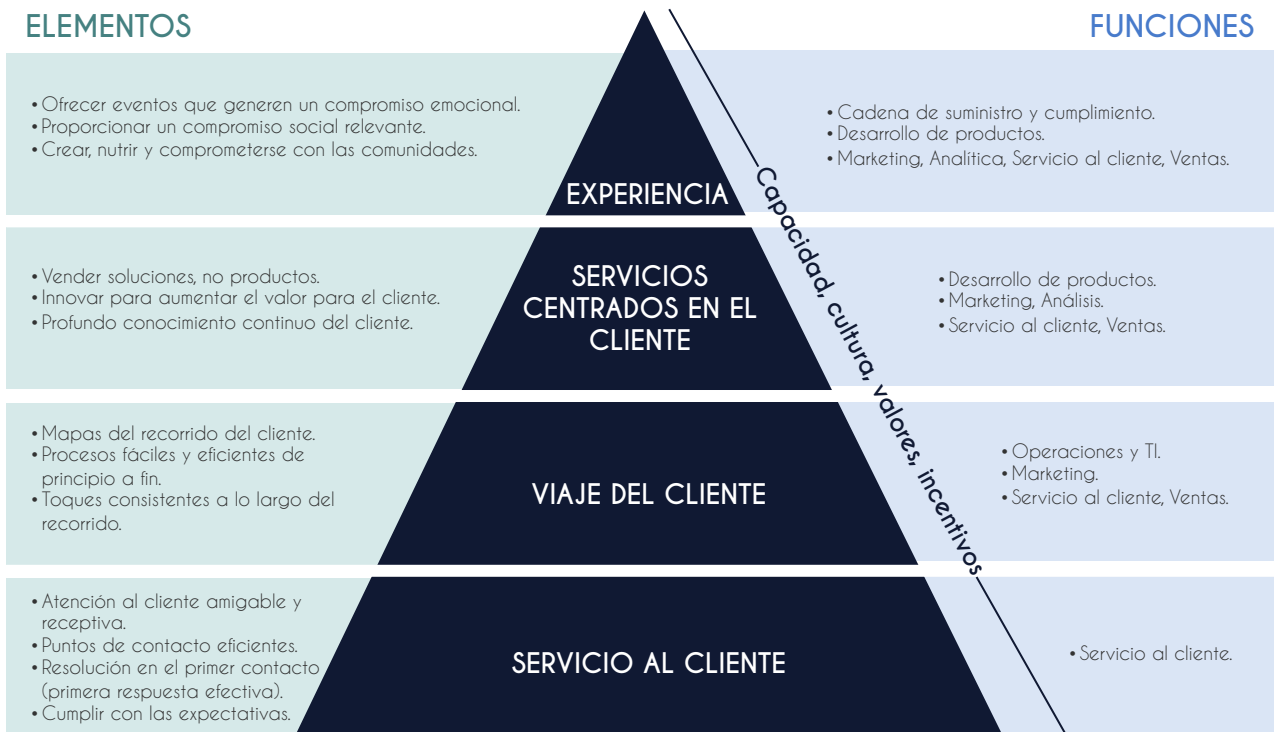 ELEMENTOS
FUNCIONES
• Ofrecer eventos que generen un compromiso emocional.
• Proporcionar un compromiso social relevante.
• Crear, nutrir y comprometerse con las comunidades.
EXPERIENCIA
• Cadena de suministro y cumplimiento.
• Desarrollo de productos.
• Marketing, Analítica, Servicio al cliente, Ventas.
Capacidad, cultura, valores, incentivos
• Vender soluciones, no productos.
• Innovar para aumentar el valor para el cliente.
• Profundo conocimiento continuo del cliente.
SERVICIOS
CENTRADOS EN EL
CLIENTE
• Desarrollo de productos.
• Marketing, Análisis.
• Servicio al cliente, Ventas.
• Mapas del recorrido del cliente.
• Procesos fáciles y eficientes de
principio a fin.
• Toques consistentes a lo largo del
recorrido.
VIAJE DEL CLIENTE
• Operaciones y TI.
• Marketing.
• Servicio al cliente, Ventas.
• Atención al cliente amigable y
receptiva.
• Puntos de contacto eficientes.
• Resolución en el primer contacto
(primera respuesta efectiva).
• Cumplir con las expectativas.
SERVICIO AL CLIENTE
• Servicio al cliente.